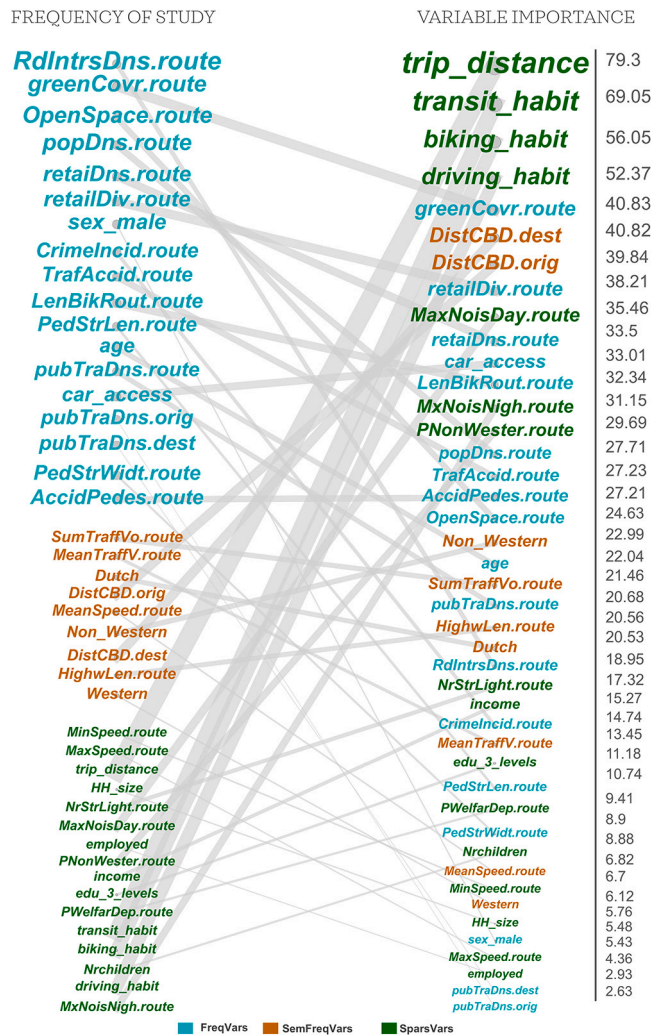 FREQUENCY OF STUDY
RdIntrsDns.route
greenCovr.route
OpenSpace.route
popDns.route
retaiDns.route
retailDiv.route
sex_male
CrimeIncid.route
TrafAccid.route
LenBikRout.route
PedStrLen.route
age
pubTraDns.route
car_access
pubTraDns.orig
pubTraDns.dest
PedStrWidt.route
AccidPedes.route
SumTraffVo.route
MeanTraffV.route
Dutch
DistCBD.orig
MeanSpeed.route
Non_Western
DistCBD.dest
HighwLen.route
Western
MinSpeed.route
MaxSpeed.route
trip_distance
HH_size
NrStrLight.route
MaxNoisDay.route
employed
PNonWester.route
income
edu_3_levels
PWelfarDep.route
transit_habit
biking_habit
Nrchildren
driving_habit
MxNoisNigh.route
VARIABLE IMPORTANCE
trip_distance
transit_habit
biking_habit
driving_habit
greenCovr.route
DistCBD.dest
DistCBD.orig
retailDiv.route
MaxNoisDay.route
retaiDns.route
car_access
LenBikRout.route
MxNoisNigh.route
PNonWester.route
popDns.route
TrafAccid.route
AccidPedes.route
OpenSpace.route
Non_Western
age
SumTraffVo.route
pubTraDns.route
HighwLen.route
Dutch
RdIntrsDns.route
NrStrLight.route
income
CrimeIncid.route
MeanTraffV.route
edu_3_levels
PedStrLen.route
PWelfarDep.route
PedStrWidt.route
Nrchildren
MeanSpeed.route
MinSpeed.route
Western
HH_size
sex_male
MaxSpeed.route
employed
pubTraDns.dest
pubTraDns.orig
79.3
69.05
56.05
52.37
40.83
40.82
39.84
38.21
35.46
33.5
33.01
32.34
31.15
29.69
27.71
27.23
27.21
24.63
22.99
22.04
21.46
20.68
20.56
20.53
18.95
17.32
15.27
14.74
13.45
11.18
10.74
9.41
8.9
8.88
6.82
6.7
6.12
5.76
5.48
5.43
4.36
2.93
2.63
FreqVars
SemFreqVars
SparsVars